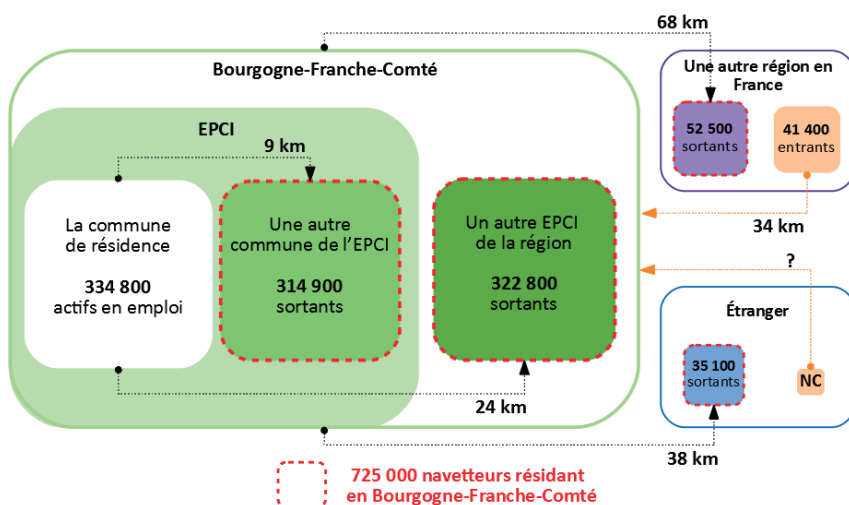 68 km
Bourgogne-Franche-Comté
Une autre région en
France
EPCI
9 km
52 500
sortants
41 400
entrants
La commune
de résidence
334 800
actifs en emploi
Une autre
commune de l’EPCI
314 900
sortants
Un autre EPCI
de la région
322 800
sortants
34 km
?
Étranger
35 100
sortants
NC
24 km
38 km
725 000 navetteurs résidant
en Bourgogne-Franche-Comté